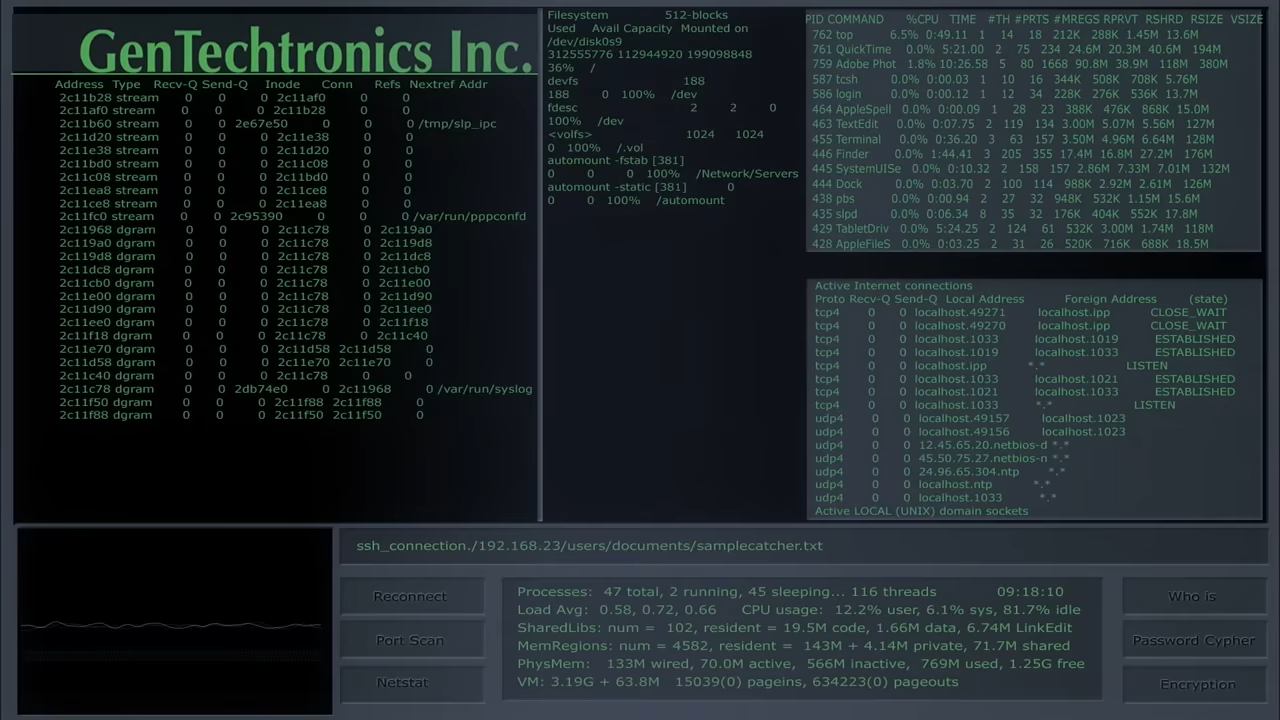 GenTechtronics Inc.
Address Type Recv-Q Send-Q Inode Conn Refs Nextref Addr
2c11b28 stream 0 0 0 2c11af0 0 0
2c11af0 stream 0 0 0 2c11b28 0 0
2c11b60 stream 0 0 2e67e50 0 0 0 /tmp/slp_ipc
2c11d20 stream 0 0 0 2c11e38 0 0
2c11e38 stream 0 0 0 2c11d20 0 0
2c11bd0 stream 0 0 0 2c11c08 0 0
2c11c08 stream 0 0 0 2c11bd0 0 0
2c11ea8 stream 0 0 0 2c11ce8 0 0
2c11ce8 stream 0 0 0 2c11ea8 0 0
2c11fc0 stream 0 0 2c95390 0 0 0 /var/run/pppconfd
2c11968 dgram 0 0 0 2c11c78 0 2c119a0
2c119a0 dgram 0 0 0 2c11c78 0 2c119d8
2c119d8 dgram 0 0 0 2c11c78 0 2c11dc8
2c11dc8 dgram 0 0 0 2c11c78 0 2c11cb0
2c11cb0 dgram 0 0 0 2c11c78 0 2c11e00
2c11e00 dgram 0 0 0 2c11c78 0 2c11d90
2c11d90 dgram 0 0 0 2c11c78 0 2c11ee0
2c11ee0 dgram 0 0 0 2c11c78 0 2c11f18
2c11f18 dgram 0 0 0 2c11c78 0 2c11c40
2c11e70 dgram 0 0 0 2c11d58 2c11d58 0
2c11d58 dgram 0 0 0 2c11e70 2c11e70 0
2c11c40 dgram 0 0 0 2c11c78 0 0
2c11c78 dgram 0 0 2db74e0 0 2c11968 0 /var/run/syslog
2c11f50 dgram 0 0 0 2c11f88 2c11f88 0
2c11f88 dgram 0 0 0 2c11f50 2c11f50 0
Filesystem 512-blocks
Used Avail Capacity Mounted on
/dev/disk0s9
312555776 112944920 199098848
36% /
devfs 188
188 0 100% /dev
fdesc 2 2 0
100% /dev
<volfs> 1024 1024
0 100% /.vol
automount -fstab [381]
0 0 0 100% /Network/Servers
automount -static [381] 0
0 0 100% /automount
PID COMMAND %CPU TIME #TH #PRTS #MREGS RPRVT RSHRD RSIZE VSIZE
762 top 6.5% 0:49.11 1 14 18 212K 288K 1.45M 13.6M
761 QuickTime 0.0% 5:21.00 2 75 234 24.6M 20.3M 40.6M 194M
759 Adobe Phot 1.8% 10:26.58 5 80 1668 90.8M 38.9M 118M 380M
587 tcsh 0.0% 0:00.03 1 10 16 344K 508K 708K 5.76M
586 login 0.0% 0:00.12 1 12 34 228K 276K 536K 13.7M
464 AppleSpell 0.0% 0:00.09 1 28 23 388K 476K 868K 15.0M
463 TextEdit 0.0% 0:07.75 2 119 134 3.00M 5.07M 5.56M 127M
455 Terminal 0.0% 0:36.20 3 63 157 3.50M 4.96M 6.64M 128M
446 Finder 0.0% 1:44.41 3 205 355 17.4M 16.8M 27.2M 176M
445 SystemUISe 0.0% 0:10.32 2 158 157 2.86M 7.33M 7.01M 132M
444 Dock 0.0% 0:03.70 2 100 114 988K 2.92M 2.61M 126M
438 pbs 0.0% 0:00.94 2 27 32 948K 532K 1.15M 15.6M
435 slpd 0.0% 0:06.34 8 35 32 176K 404K 552K 17.8M
429 TabletDriv 0.0% 5:24.25 2 124 61 532K 3.00M 1.74M 118M
428 AppleFileS 0.0% 0:03.25 2 31 26 520K 716K 688K 18.5M
Active Internet connections
Proto Recv-Q Send-Q Local Address Foreign Address (state)
tcp4 0 0 localhost.49271 localhost.ipp CLOSE_WAIT
tcp4 0 0 localhost.49270 localhost.ipp CLOSE_WAIT
tcp4 0 0 localhost.1033 localhost.1019 ESTABLISHED
tcp4 0 0 localhost.1019 localhost.1033 ESTABLISHED
tcp4 0 0 localhost.ipp *.* LISTEN
tcp4 0 0 localhost.1033 localhost.1021 ESTABLISHED
tcp4 0 0 localhost.1021 localhost.1033 ESTABLISHED
tcp4 0 0 localhost.1033 *.* LISTEN
udp4 0 0 localhost.49157 localhost.1023
udp4 0 0 localhost.49156 localhost.1023
udp4 0 0 12.45.65.20.netbios-d *.*
udp4 0 0 45.50.75.27.netbios-n *.*
udp4 0 0 24.96.65.304.ntp *.*
udp4 0 0 localhost.ntp *.*
udp4 0 0 localhost.1033 *.*
Active LOCAL (UNIX) domain sockets
ssh_connection./192.168.23/users/documents/samplecatcher.txt
Reconnect
Port Scan
Netstat
Processes: 47 total, 2 running, 45 sleeping... 116 threads 09:18:10
Load Avg: 0.58, 0.72, 0.66 CPU usage: 12.2% user, 6.1% sys, 81.7% idle
SharedLibs: num = 102, resident = 19.5M code, 1.66M data, 6.74M LinkEdit
MemRegions: num = 4582, resident = 143M + 4.14M private, 71.7M shared
PhysMem: 133M wired, 70.0M active, 566M inactive, 769M used, 1.25G free
VM: 3.19G + 63.8M 15039(0) pageins, 634223(0) pageouts
Who is
Password Cypher
Encryption